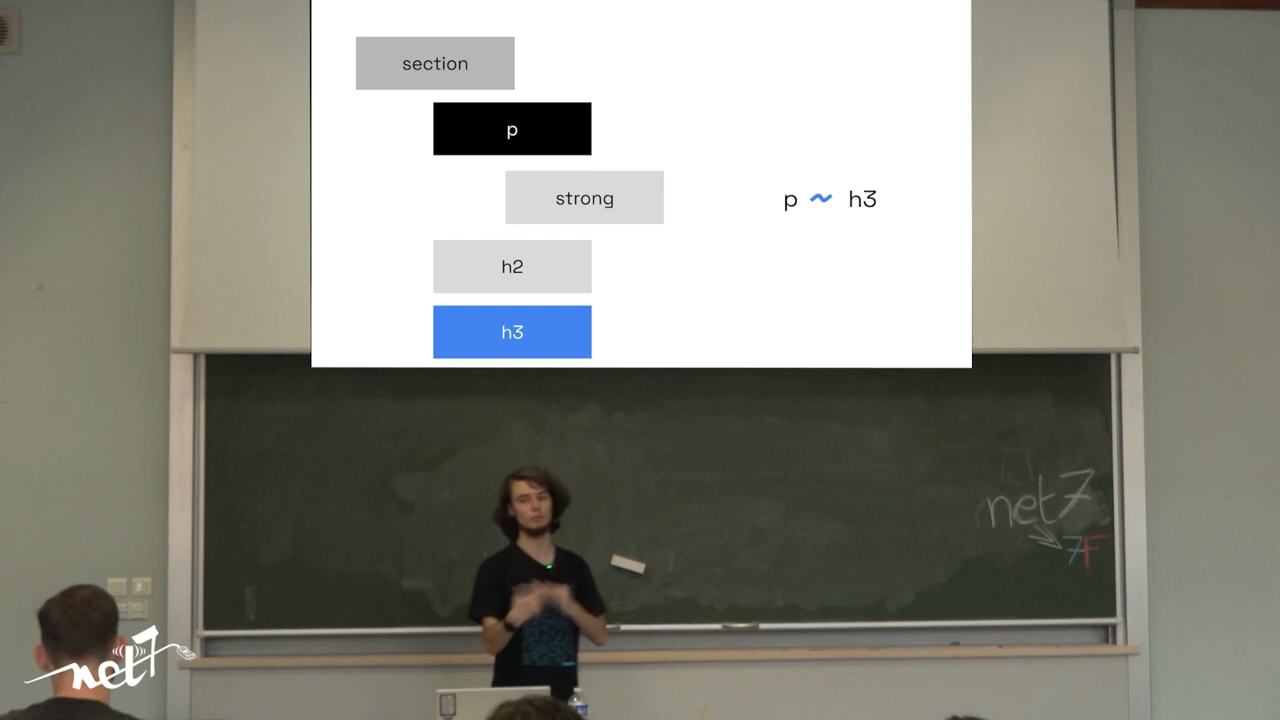 section
p
strong
p ~ h3
h2
h3
net7
7F
net7